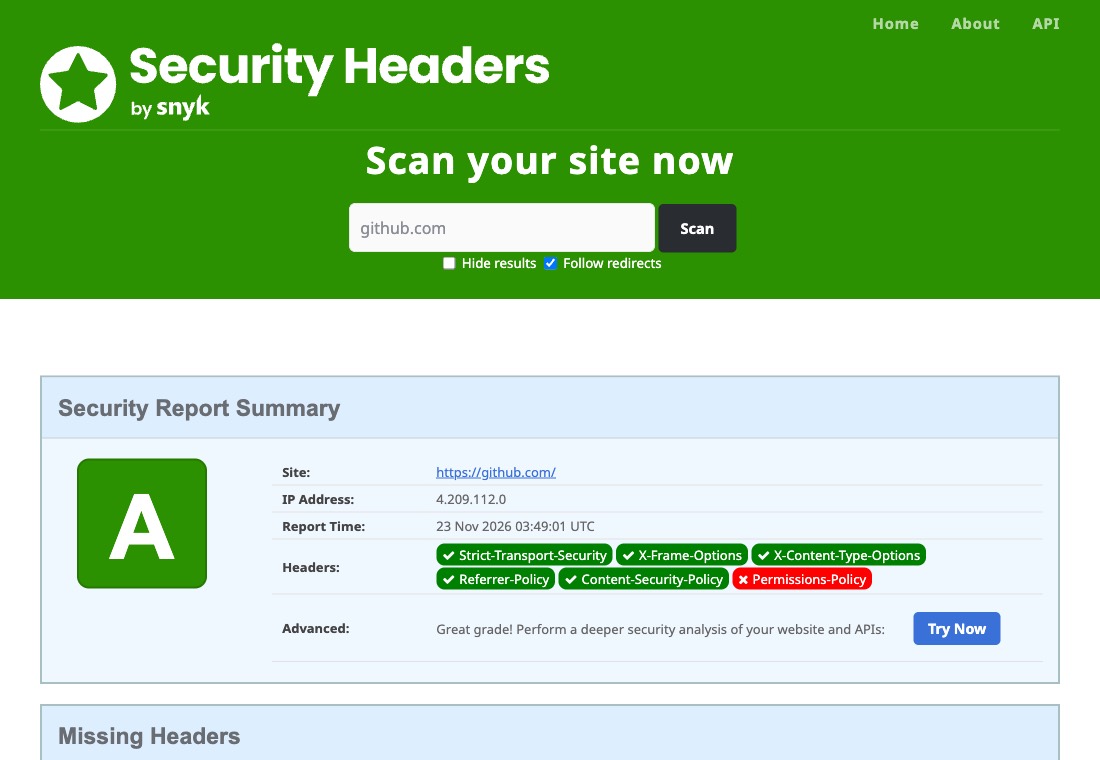 Home About API
Security Headers
by snyk
Scan your site now
github.com Scan
Hide results Follow redirects
Security Report Summary
A
Site: https://github.com/
IP Address: 4.209.112.0
Report Time: 23 Nov 2026 03:49:01 UTC
Headers: Strict-Transport-Security X-Frame-Options X-Content-Type-Options
Referrer-Policy Content-Security-Policy Permissions-Policy
Advanced: Great grade! Perform a deeper security analysis of your website and APIs: Try Now
Missing Headers